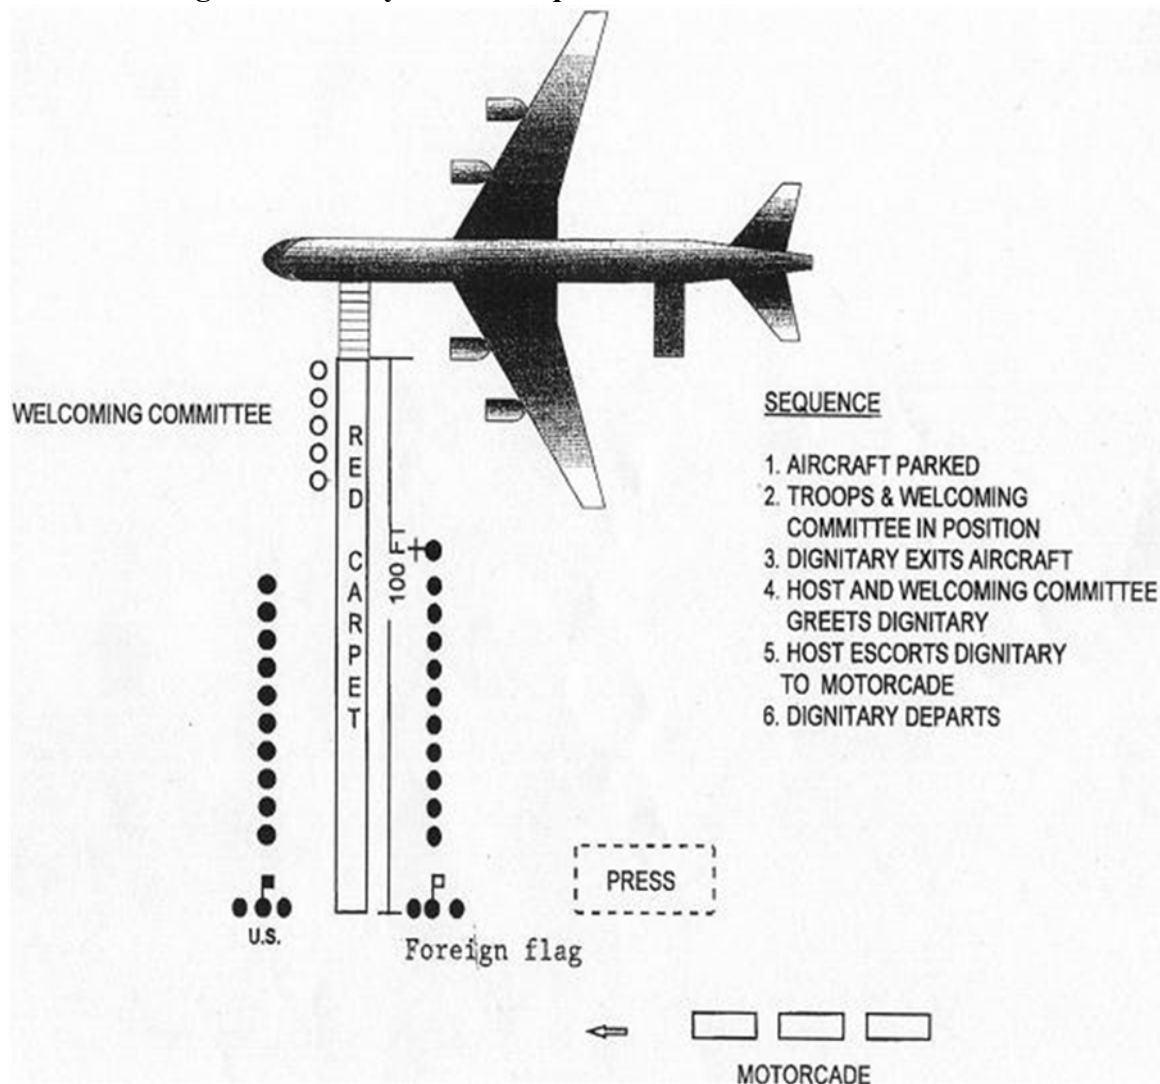 WELCOMING COMMITTEE
RED CARPET
100 FT
U.S.
Foreign flag
PRESS
MOTORCADE
SEQUENCE
1. AIRCRAFT PARKED
2. TROOPS & WELCOMING
COMMITTEE IN POSITION
3. DIGNITARY EXITS AIRCRAFT
4. HOST AND WELCOMING COMMITTEE
GREETS DIGNITARY
5. HOST ESCORTS DIGNITARY
TO MOTORCADE
6. DIGNITARY DEPARTS